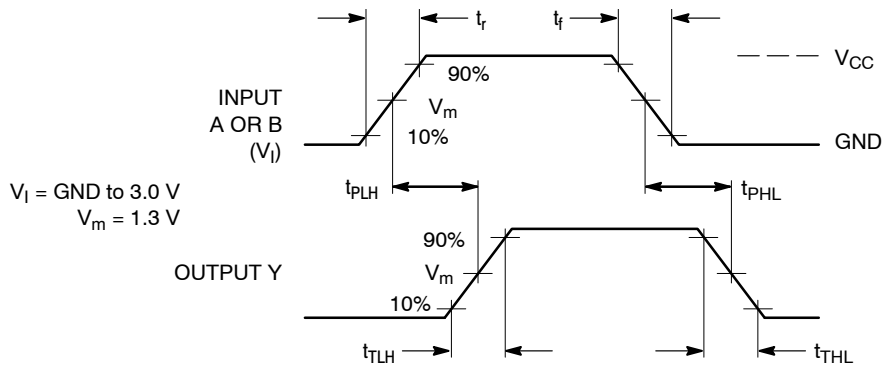 t_r
t_f
V_CC
90%
INPUT
A OR B
(V_I)
V_m
10%
GND
t_PLH
t_PHL
V_I = GND to 3.0 V
V_m = 1.3 V
90%
OUTPUT Y
V_m
10%
t_TLH
t_THL